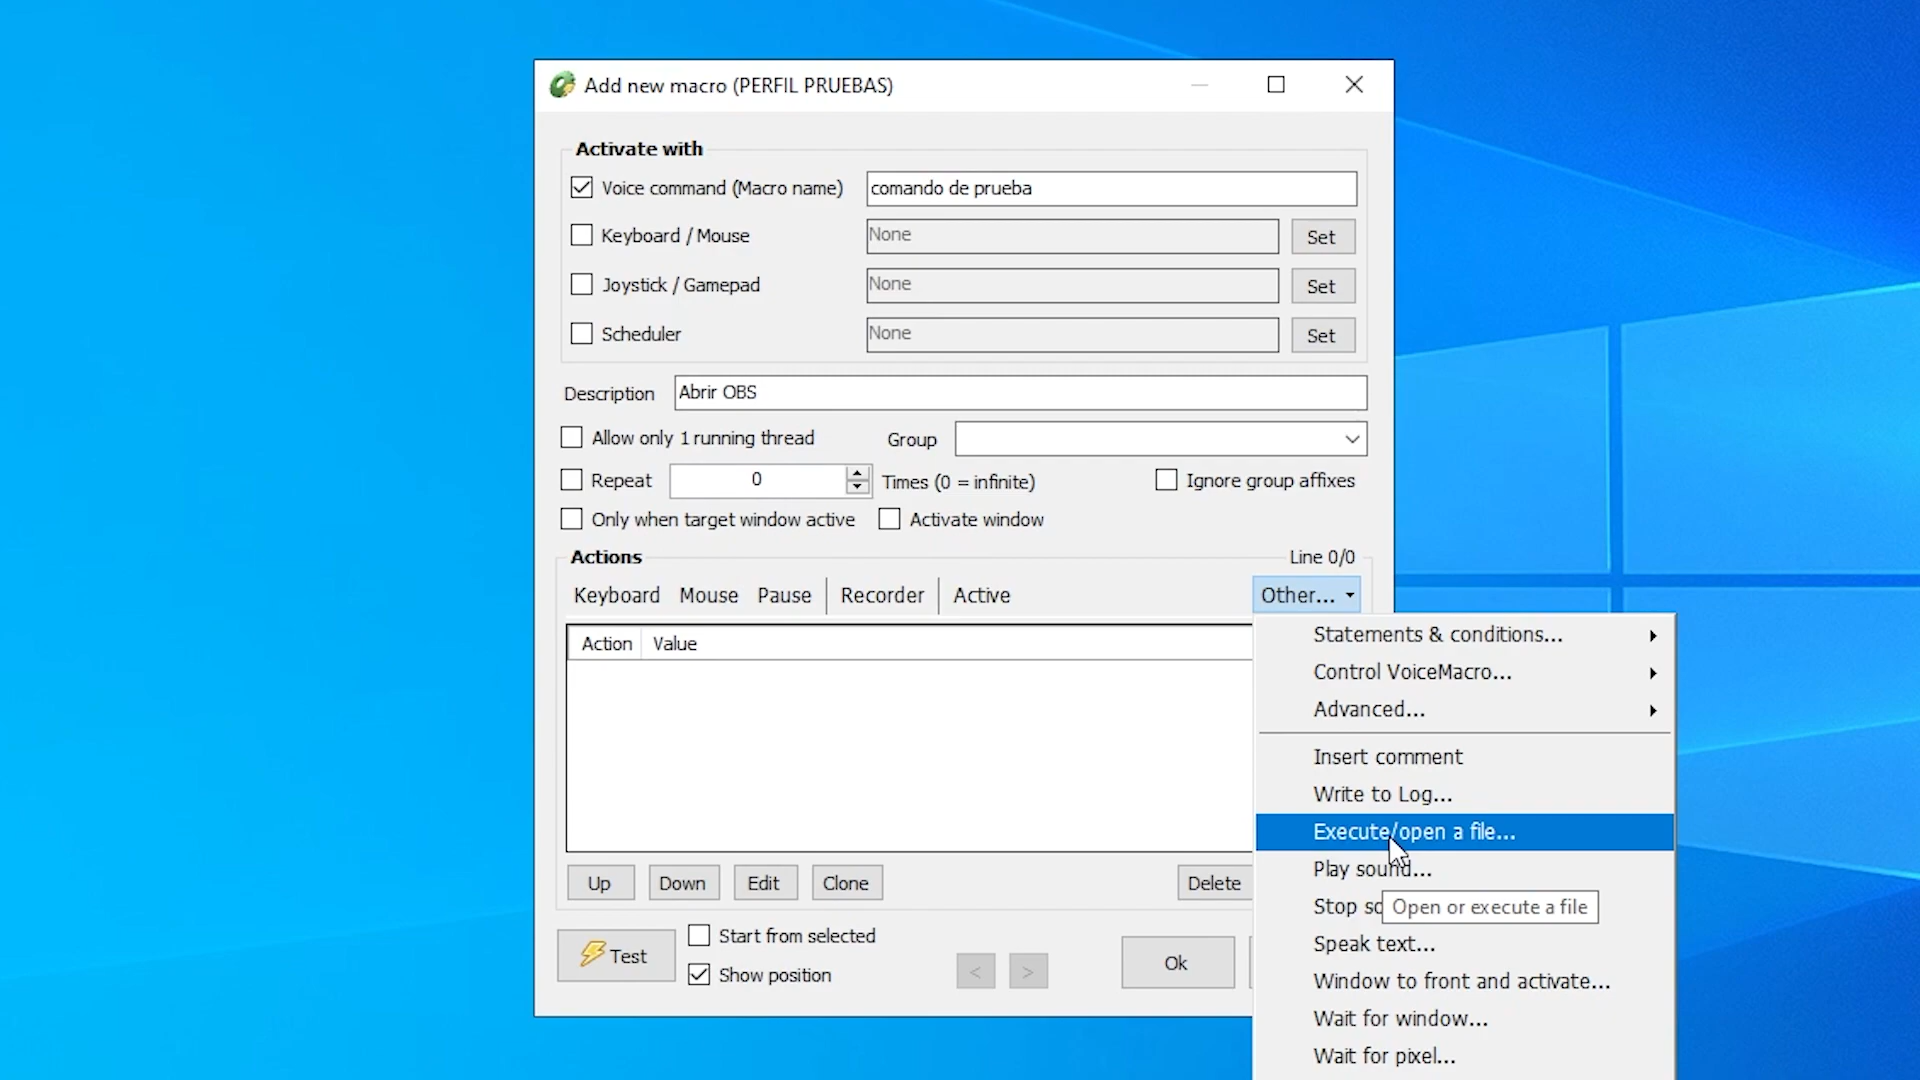 Add new macro (PERFIL PRUEBAS)
Activate with
Voice command (Macro name) comando de prueba
Keyboard / Mouse None Set
Joystick / Gamepad None Set
Scheduler None Set
Description Abrir OBS
Allow only 1 running thread Group
Repeat 0 Times (0 = infinite) Ignore group affixes
Only when target window active Activate window
Actions Line 0/0
Keyboard Mouse Pause Recorder Active Other...
Action Value
Statements & conditions...
Control VoiceMacro...
Advanced...
Insert comment
Write to Log...
Execute/open a file...
Play sound...
Stop so
Open or execute a file
Speak text...
Window to front and activate...
Wait for window...
Wait for pixel...
Up Down Edit Clone Delete
Test Start from selected
Show position < > Ok